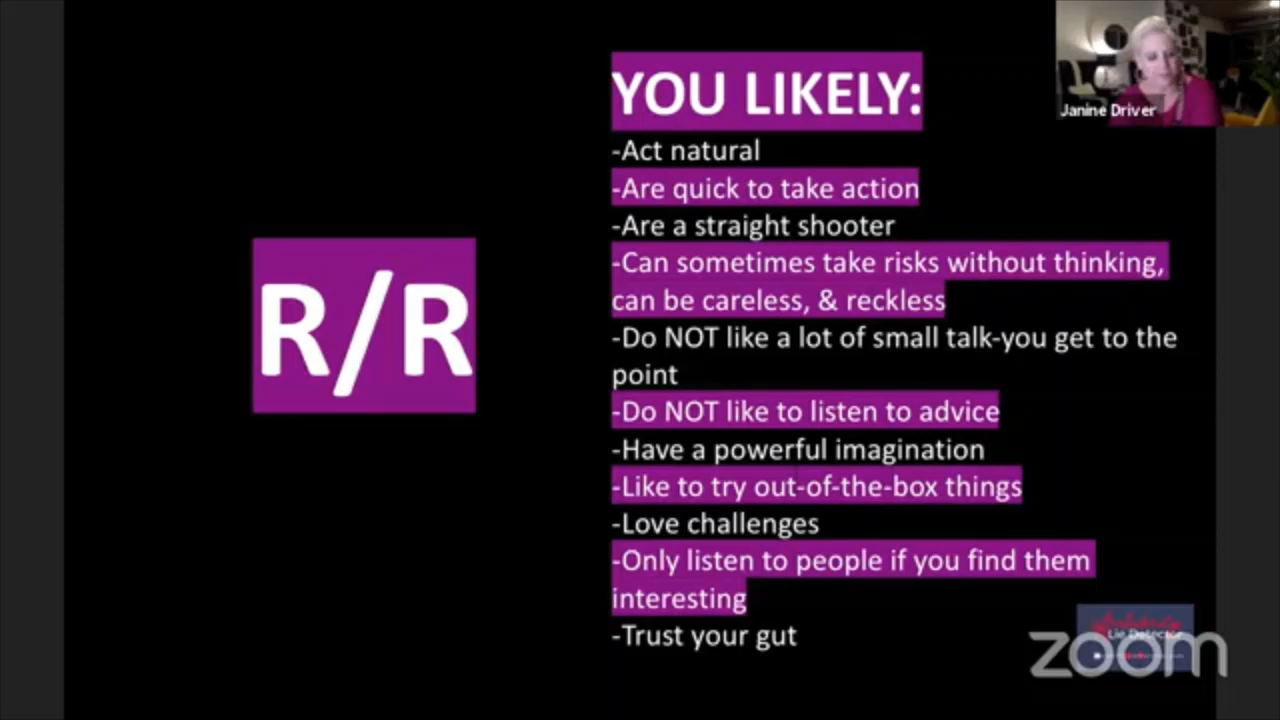 Janine Driver
R/R
YOU LIKELY:
-Act natural
-Are quick to take action
-Are a straight shooter
-Can sometimes take risks without thinking,
can be careless, & reckless
-Do NOT like a lot of small talk-you get to the
point
-Do NOT like to listen to advice
-Have a powerful imagination
-Like to try out-of-the-box things
-Love challenges
-Only listen to people if you find them
interesting
-Trust your gut
Lie Detector
zoom